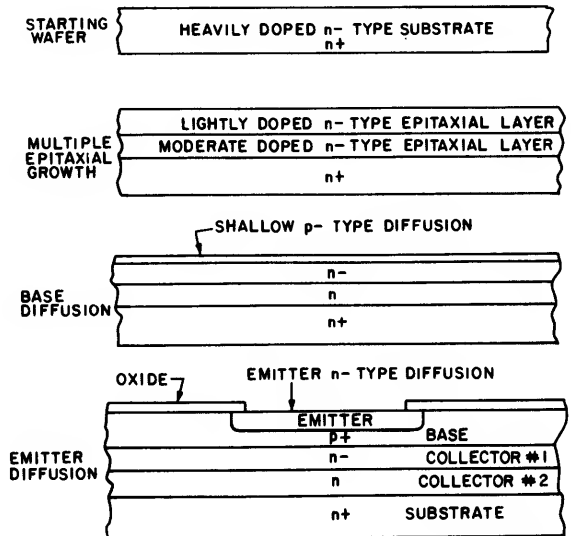 STARTING
WAFER
HEAVILY DOPED n- TYPE SUBSTRATE
n+
LIGHTLY DOPED n- TYPE EPITAXIAL LAYER
MULTIPLE
EPITAXIAL
GROWTH
MODERATE DOPED n- TYPE EPITAXIAL LAYER
n+
SHALLOW p- TYPE DIFFUSION
n-
BASE
DIFFUSION
n
n+
OXIDE
EMITTER n- TYPE DIFFUSION
EMITTER
p+ BASE
EMITTER
DIFFUSION
n- COLLECTOR #1
n COLLECTOR #2
n+ SUBSTRATE